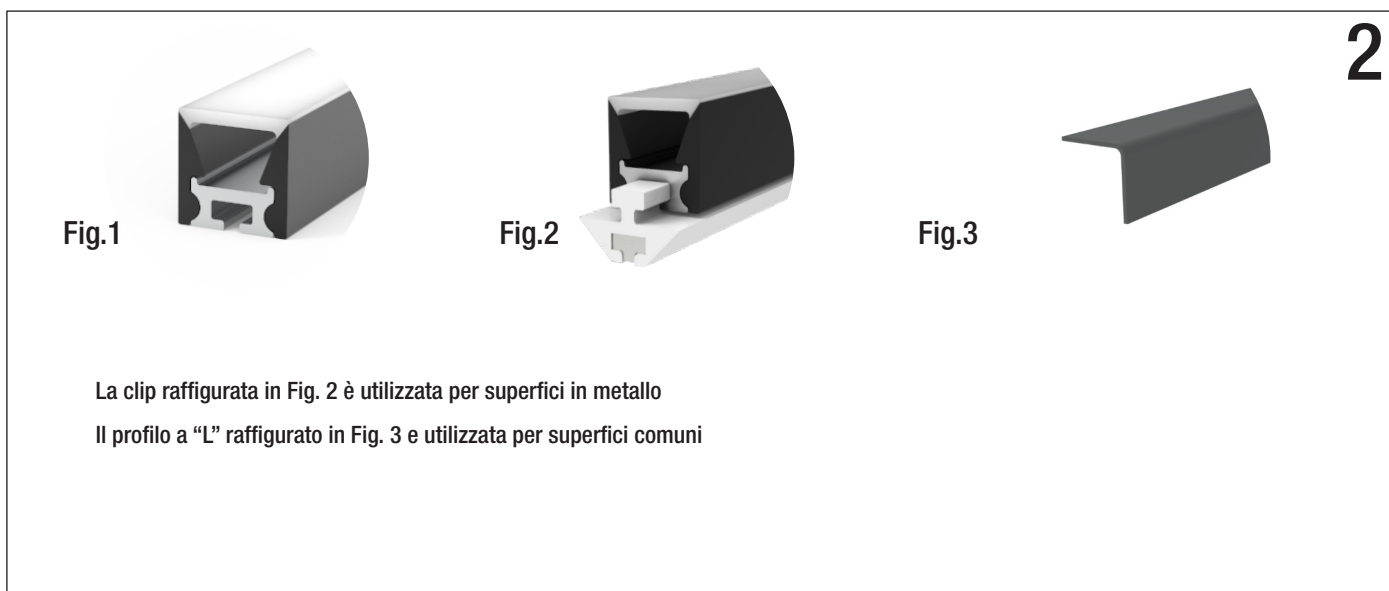 2
Fig.1
Fig.2
Fig.3
La clip raffigurata in Fig. 2 è utilizzata per superfici in metallo
Il profilo a “L” raffigurato in Fig. 3 e utilizzata per superfici comuni